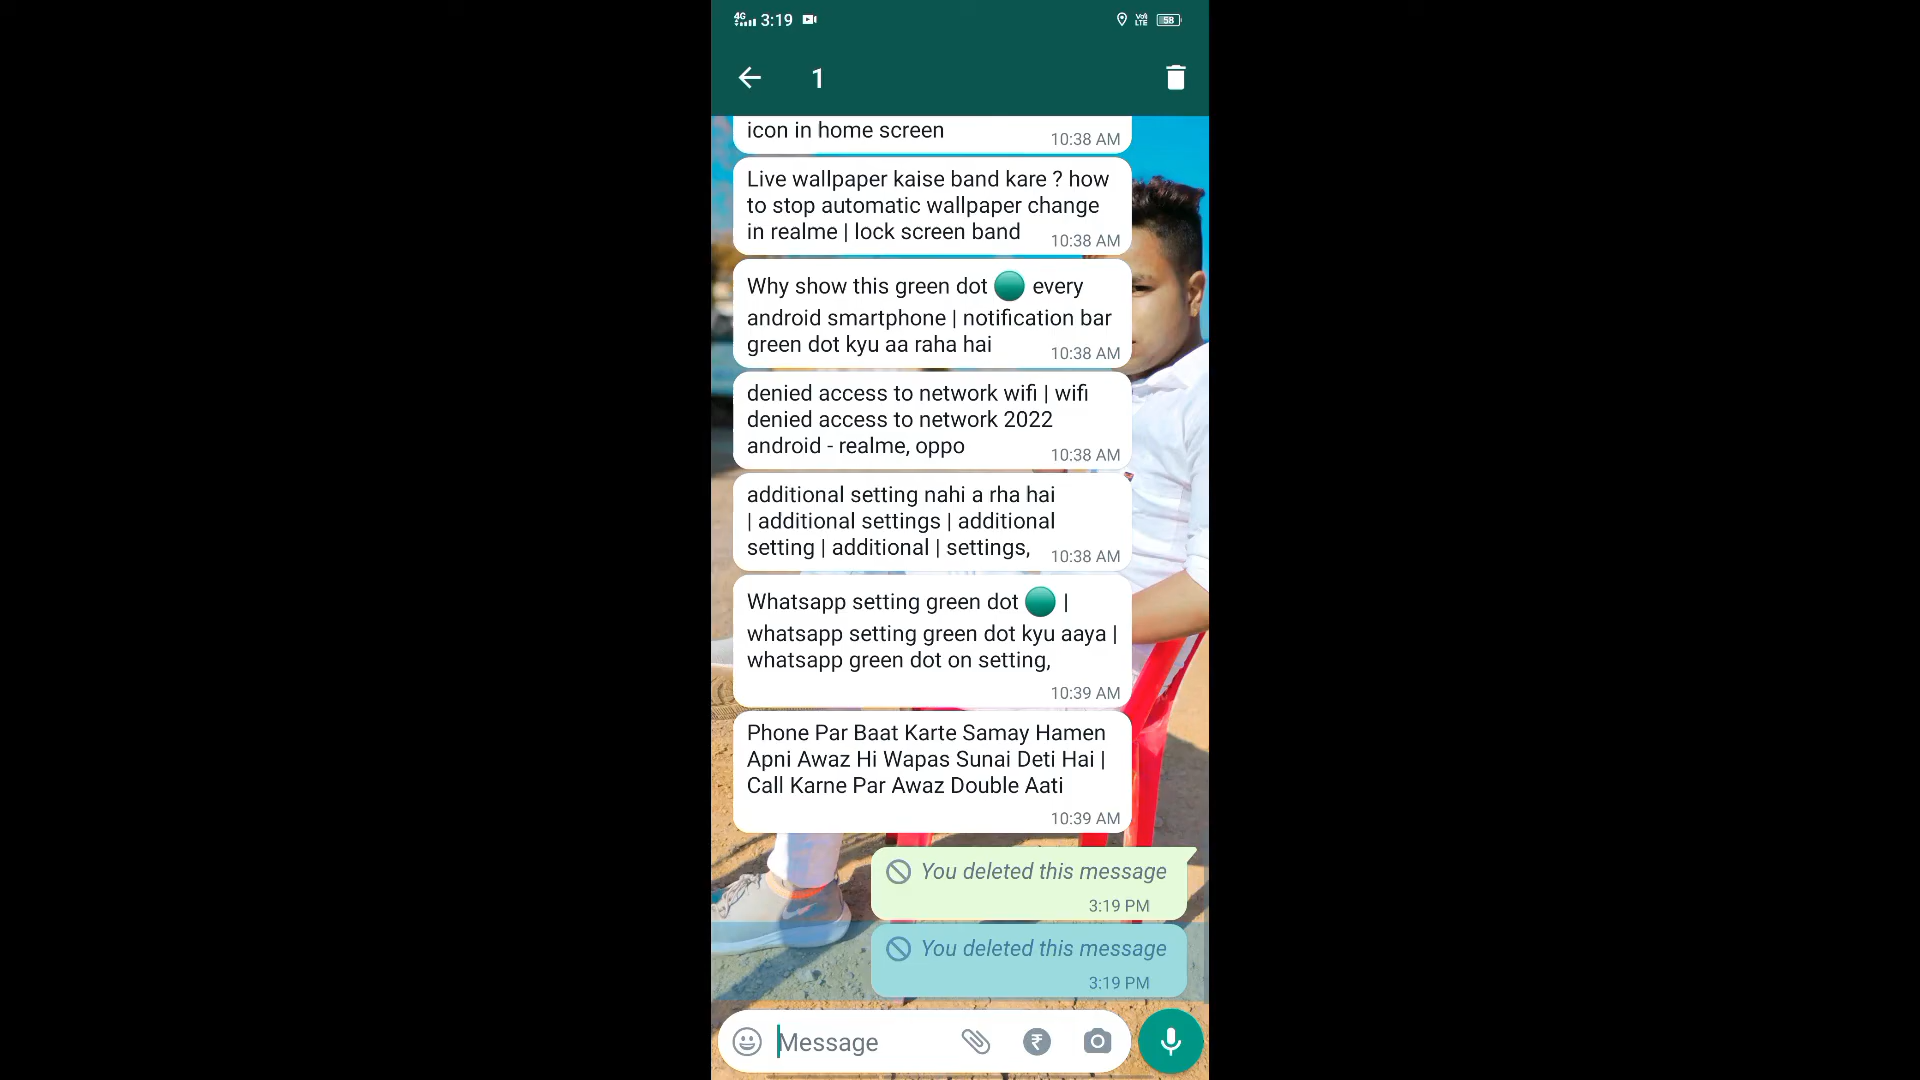 4G 3:19 Vo) LTE 58
1
icon in home screen
10:38 AM
Live wallpaper kaise band kare ? how
to stop automatic wallpaper change
in realme | lock screen band
10:38 AM
Why show this green dot every
android smartphone | notification bar
green dot kyu aa raha hai
10:38 AM
denied access to network wifi | wifi
denied access to network 2022
android - realme, oppo
10:38 AM
additional setting nahi a rha hai
| additional settings | additional
setting | additional | settings,
10:38 AM
Whatsapp setting green dot |
whatsapp setting green dot kyu aaya |
whatsapp green dot on setting,
10:39 AM
Phone Par Baat Karte Samay Hamen
Apni Awaz Hi Wapas Sunai Deti Hai |
Call Karne Par Awaz Double Aati
10:39 AM
You deleted this message
3:19 PM
You deleted this message
3:19 PM
Message ₹